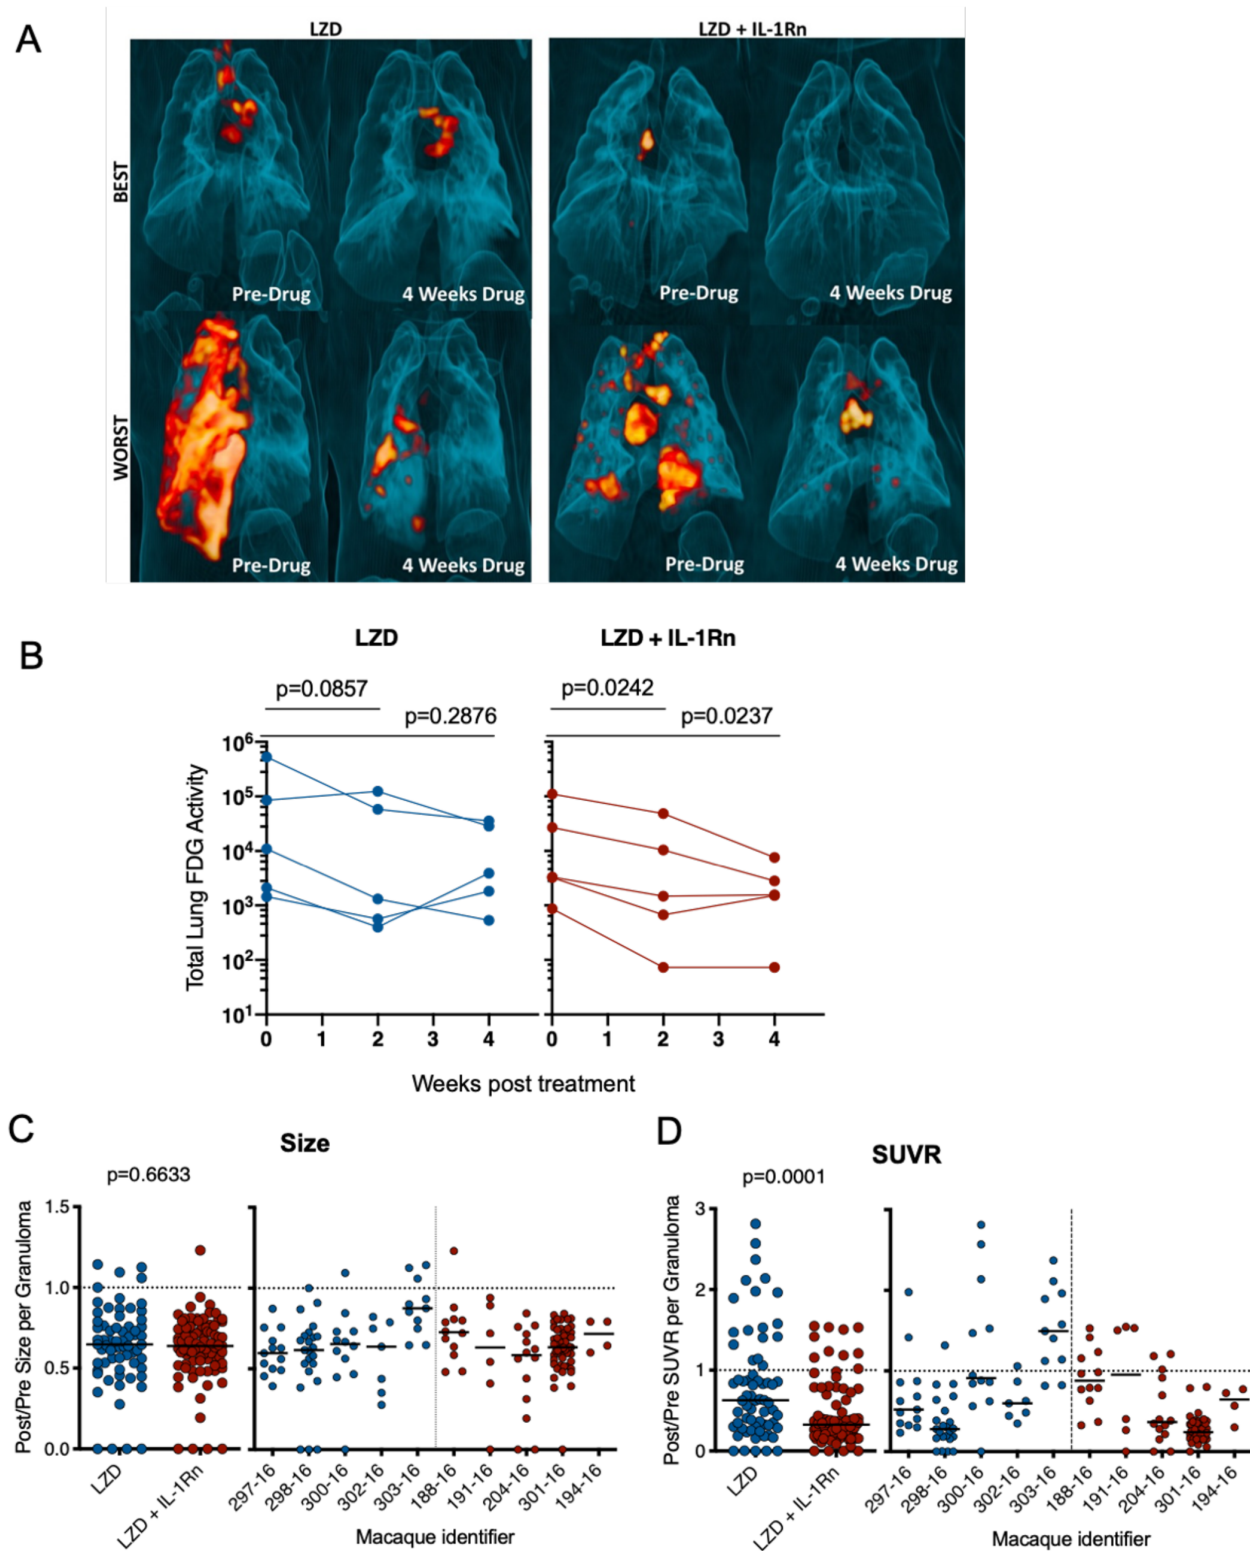 A
LZD
LZD + IL-1Rn
BEST
Pre-Drug
4 Weeks Drug
Pre-Drug
4 Weeks Drug
WORST
Pre-Drug
4 Weeks Drug
Pre-Drug
4 Weeks Drug
B
LZD
LZD + IL-1Rn
p=0.0857
p=0.2876
p=0.0242
p=0.0237
Total Lung FDG Activity
10⁶
10⁵
10⁴
10³
10²
10¹
0 1 2 3 4
0 1 2 3 4
Weeks post treatment
C
Size
p=0.6633
Post/Pre Size per Granuloma
1.5
1.0
0.5
0.0
LZD
LZD + IL-1Rn
297-16
298-16
300-16
302-16
303-16
188-16
191-16
204-16
301-16
194-16
Macaque identifier
D
SUVR
p=0.0001
Post/Pre SUVR per Granuloma
3
2
1
0
LZD
LZD + IL-1Rn
297-16
298-16
300-16
302-16
303-16
188-16
191-16
204-16
301-16
194-16
Macaque identifier